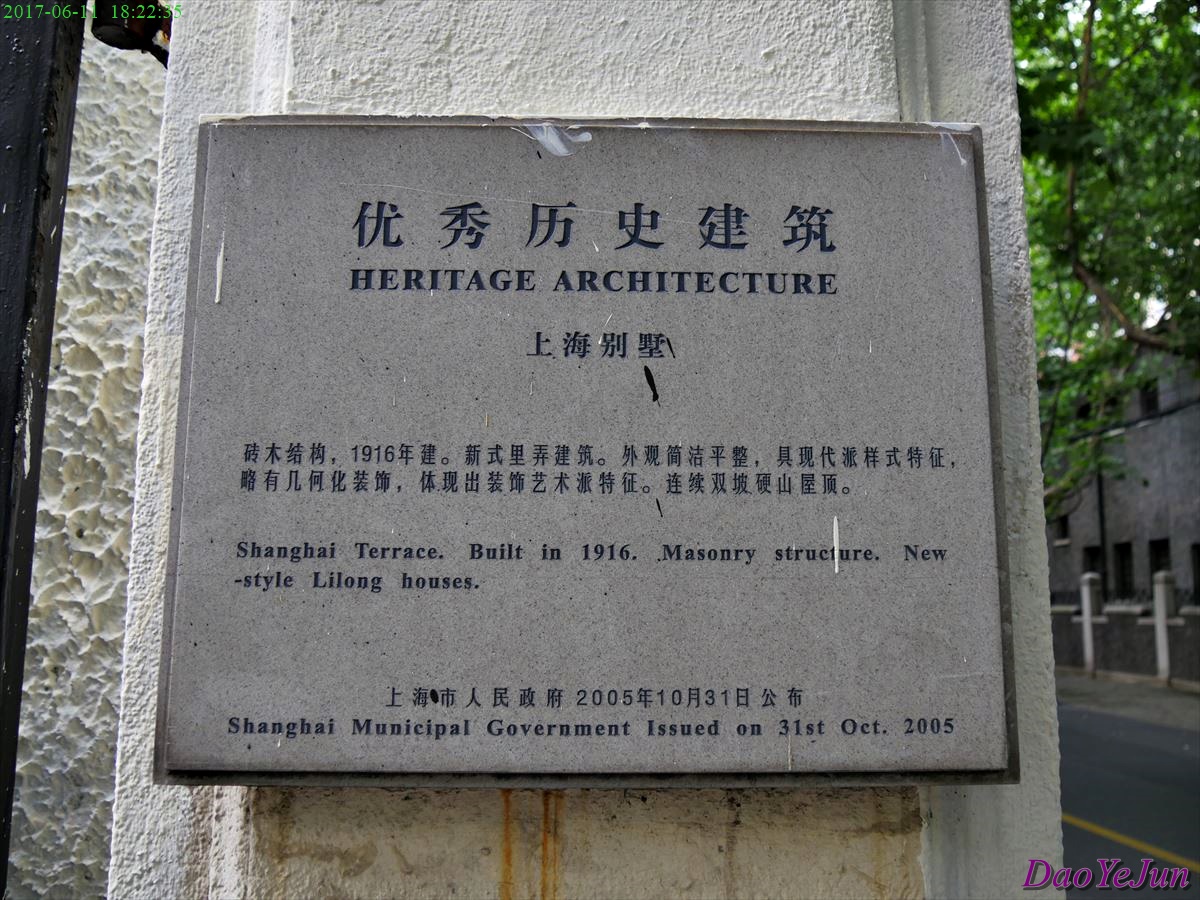 2017-06-11 18:22:35
优秀历史建筑
HERITAGE ARCHITECTURE
上海别墅
砖木结构，1916年建。新式里弄建筑。外观简洁平整，具现代派样式特征，
略有几何化装饰，体现出装饰艺术派特征。连续双坡硬山屋顶。
Shanghai Terrace. Built in 1916. Masonry structure. New
-style Lilong houses.
上海市人民政府 2005年10月31日公布
Shanghai Municipal Government Issued on 31st Oct. 2005
DaoYeJun